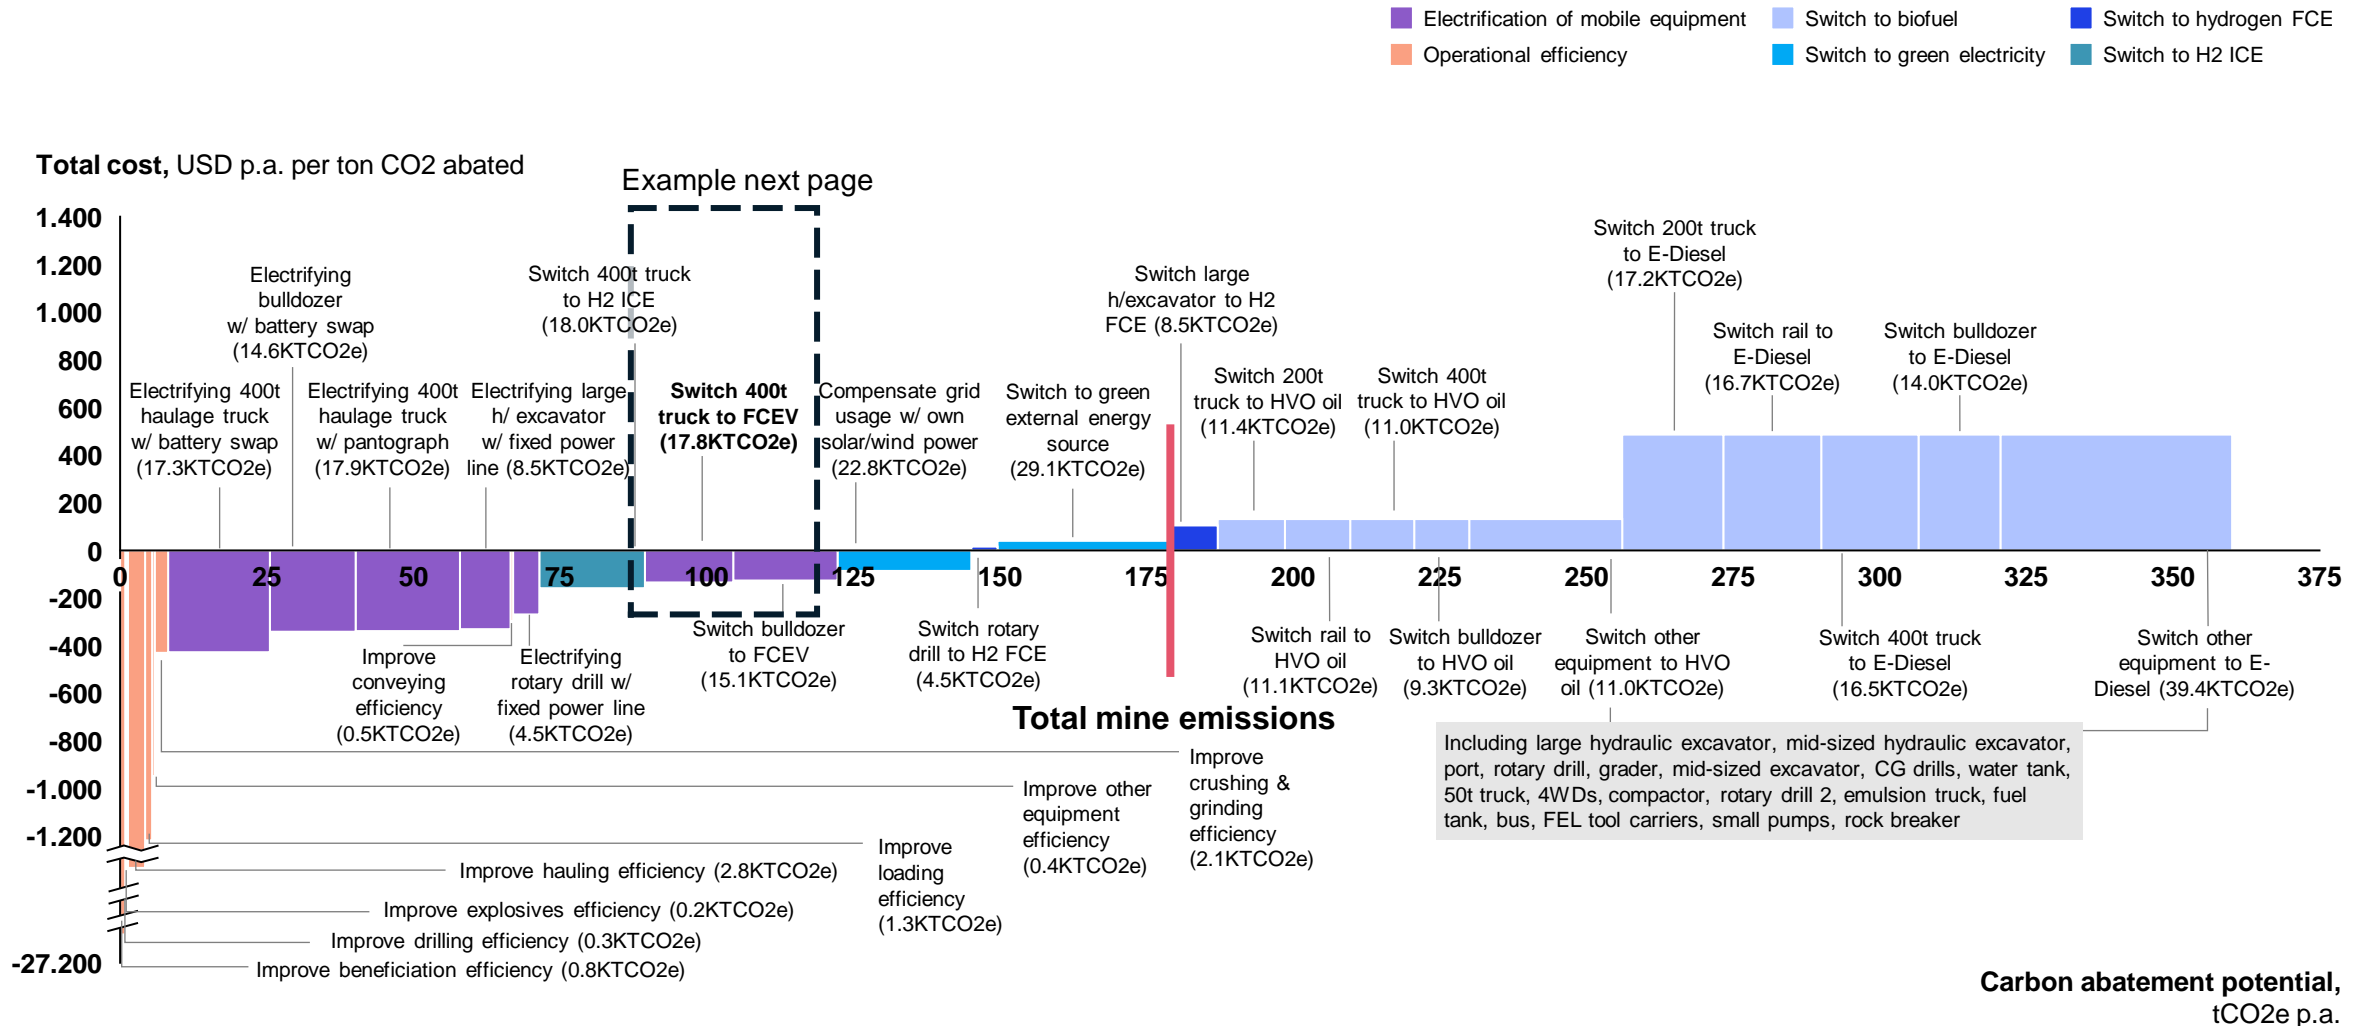 Electrification of mobile equipment
Switch to biofuel
Switch to hydrogen FCE
Operational efficiency
Switch to green electricity
Switch to H2 ICE
Total cost, USD p.a. per ton CO2 abated
Example next page
1.400
1.200
1.000
800
600
400
200
0
-200
-400
-600
-800
-1.000
-1.200
-27.200
0
25
50
75
100
125
150
175
200
225
250
275
300
325
350
375
Electrifying 400t
haulage truck
w/ battery swap
(17.3KTCO2e)
Electrifying
bulldozer
w/ battery swap
(14.6KTCO2e)
Electrifying 400t
haulage truck
w/ pantograph
(17.9KTCO2e)
Electrifying large
h/ excavator
w/ fixed power
line (8.5KTCO2e)
Switch 400t truck
to H2 ICE
(18.0KTCO2e)
Switch 400t
truck to FCEV
(17.8KTCO2e)
Compensate grid
usage w/ own
solar/wind power
(22.8KTCO2e)
Switch to green
external energy
source
(29.1KTCO2e)
Switch large
h/excavator to H2
FCE (8.5KTCO2e)
Switch 200t
truck to HVO oil
(11.4KTCO2e)
Switch 400t
truck to HVO oil
(11.0KTCO2e)
Switch 200t truck
to E-Diesel
(17.2KTCO2e)
Switch rail to
E-Diesel
(16.7KTCO2e)
Switch bulldozer
to E-Diesel
(14.0KTCO2e)
Improve
conveying
efficiency
(0.5KTCO2e)
Electrifying
rotary drill w/
fixed power line
(4.5KTCO2e)
Switch bulldozer
to FCEV
(15.1KTCO2e)
Switch rotary
drill to H2 FCE
(4.5KTCO2e)
Total mine emissions
Switch rail to
HVO oil
(11.1KTCO2e)
Switch bulldozer
to HVO oil
(9.3KTCO2e)
Switch other
equipment to HVO
oil (11.0KTCO2e)
Switch 400t truck
to E-Diesel
(16.5KTCO2e)
Switch other
equipment to E-
Diesel (39.4KTCO2e)
Including large hydraulic excavator, mid-sized hydraulic excavator,
port, rotary drill, grader, mid-sized excavator, CG drills, water tank,
50t truck, 4WDs, compactor, rotary drill 2, emulsion truck, fuel
tank, bus, FEL tool carriers, small pumps, rock breaker
Improve
crushing &
grinding
efficiency
(2.1KTCO2e)
Improve other
equipment
efficiency
(0.4KTCO2e)
Improve
loading
efficiency
(1.3KTCO2e)
Improve hauling efficiency (2.8KTCO2e)
Improve explosives efficiency (0.2KTCO2e)
Improve drilling efficiency (0.3KTCO2e)
Improve beneficiation efficiency (0.8KTCO2e)
Carbon abatement potential,
tCO2e p.a.